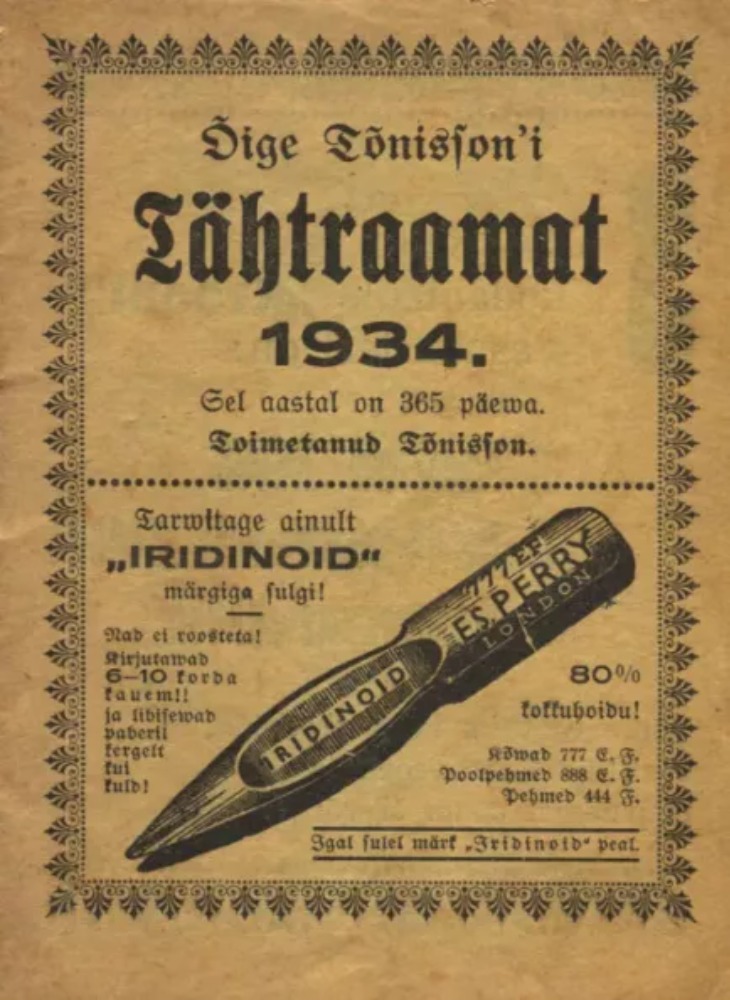 Õige Tõnisson'i
Tähtraamat
1934.
Sel aastal on 365 päewa.
Toimetanud Tõnisson.
Tarwitage ainult
„IRIDINOID“
märgiga sulgi!
Nad ei roosteta!
Kirjutawad
6—10 korda
kauem!!
ja libisewad
paberil
kergelt
kui
kuld!
777 EF
E.S. PERRY
LONDON
IRIDINOID
80%
kokkuhoidu!
Kõwad 777 E. F.
Poolpehmed 888 E. F.
Pehmed 444 F.
Igal sulel märk „Iridinoid“ peal.